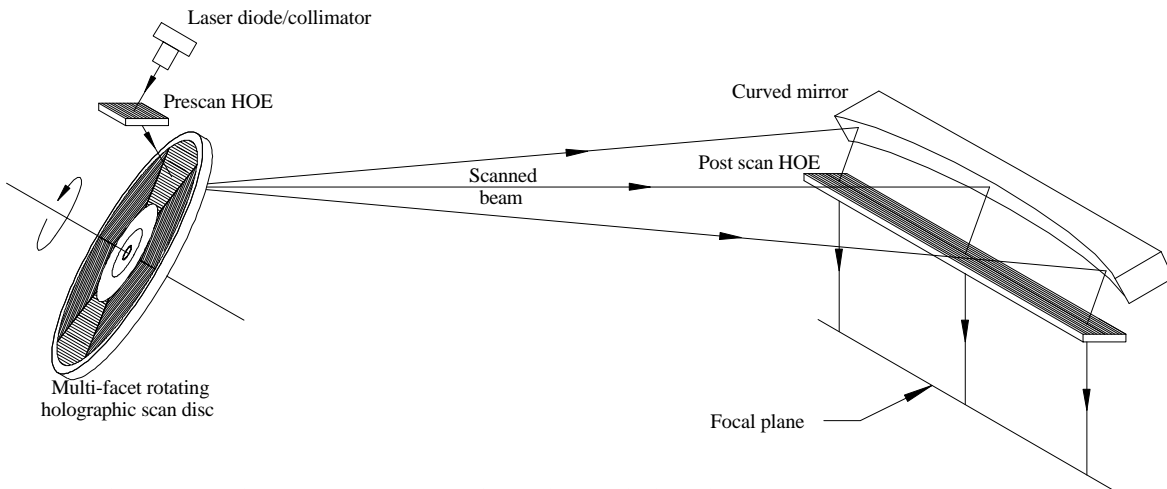 Laser diode/collimator
Prescan HOE
Curved mirror
Post scan HOE
Scanned
beam
Multi-facet rotating
holographic scan disc
Focal plane